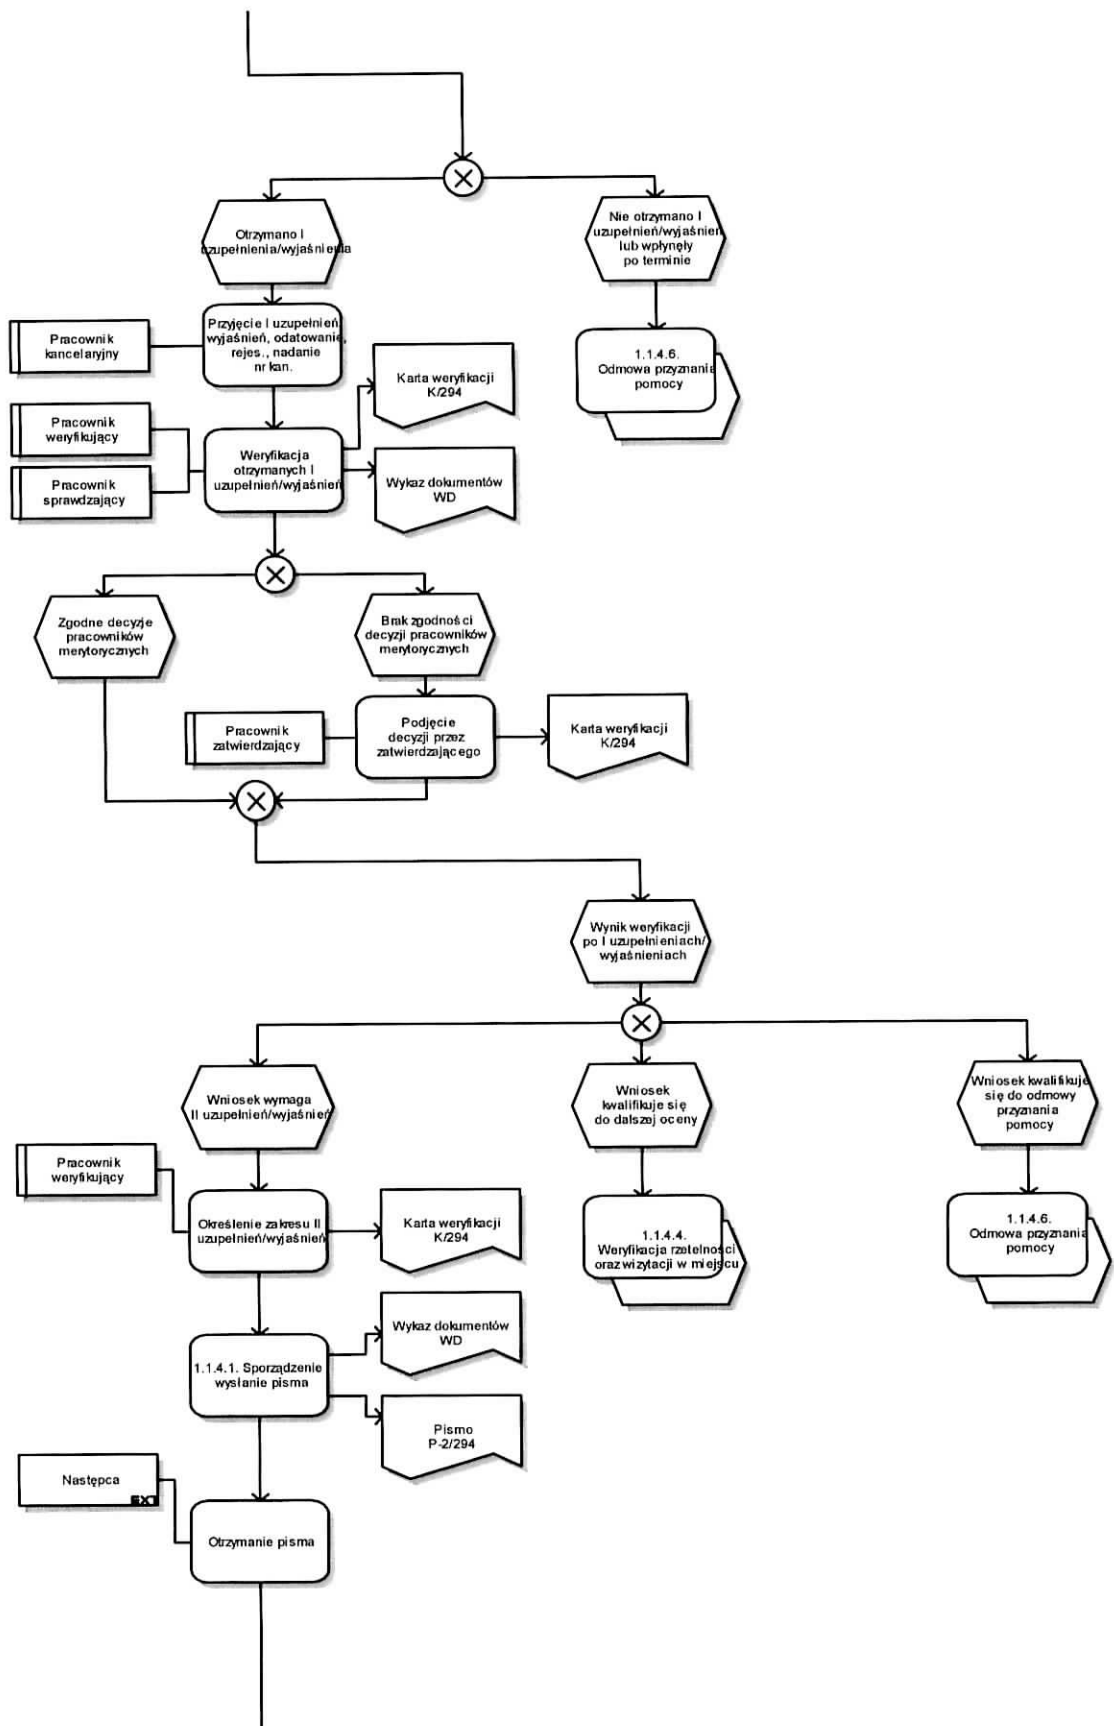 Otrzymano I
uzupełnienia/wyjaśnienia
Nie otrzymano I
uzupełnień/wyjaśnień
lub wpłynęły
po terminie
Pracownik
kancelaryjny
Przyjęcie I uzupełnień,
wyjaśnień, odatowanie,
rejes., nadanie
nr kan.
Karta weryfikacji
K/294
1.1.4.6.
Odmowa przyznania
pomocy
Pracownik
weryfikujący
Pracownik
sprawdzający
Weryfikacja
otrzymanych I
uzupełnień/wyjaśnień
Wykaz dokumentów
WD
Zgodne decyzje
pracowników
merytorycznych
Brak zgodności
decyzji pracowników
merytorycznych
Pracownik
zatwierdzający
Podjęcie
decyzji przez
zatwierdzającego
Karta weryfikacji
K/294
Wynik weryfikacji
po I uzupełnieniach/
wyjaśnieniach
Wniosek wymaga
II uzupełnień/wyjaśnień
Wniosek
kwalifikuje się
do dalszej oceny
Wniosek kwalifikuje
się do odmowy
przyznania
pomocy
Pracownik
weryfikujący
Określenie zakresu II
uzupełnień/wyjaśnień
Karta weryfikacji
K/294
1.1.4.4.
Weryfikacja rzetelności
oraz wizytacji w miejscu
1.1.4.6.
Odmowa przyznania
pomocy
1.1.4.1. Sporządzenie
wysłanie pisma
Wykaz dokumentów
WD
Pismo
P-2/294
Następca
EXT
Otrzymanie pisma